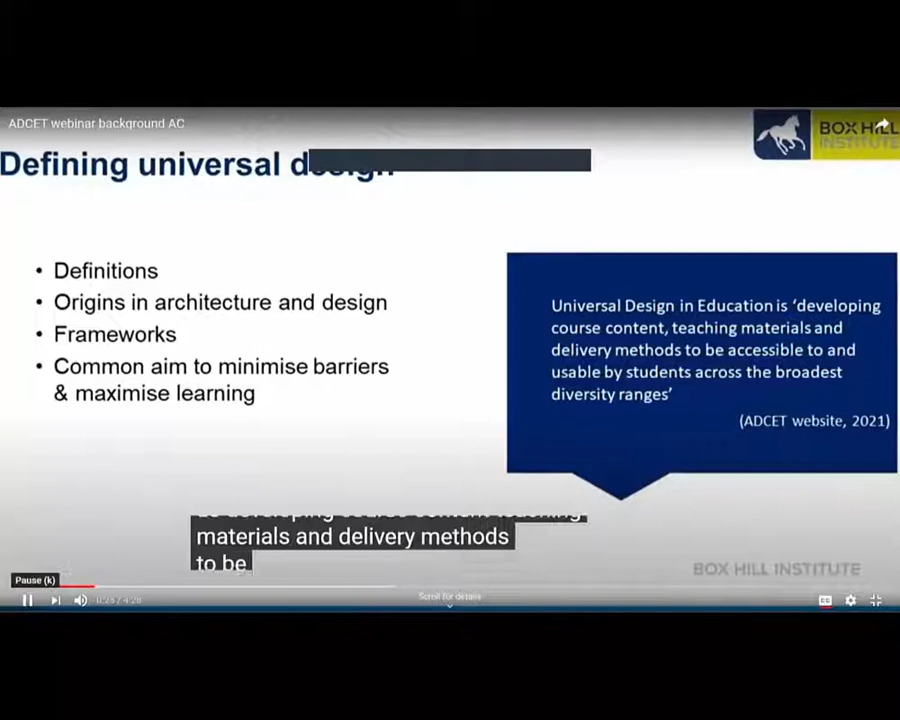 ADCET webinar background AC
BOX HILL
INSTITUTE
Defining universal design
• Definitions
• Origins in architecture and design
• Frameworks
• Common aim to minimise barriers
& maximise learning
Universal Design in Education is ‘developing
course content, teaching materials and
delivery methods to be accessible to and
usable by students across the broadest
diversity ranges’
(ADCET website, 2021)
materials and delivery methods
to be
BOX HILL INSTITUTE
Pause (k)
Scroll for details
CC